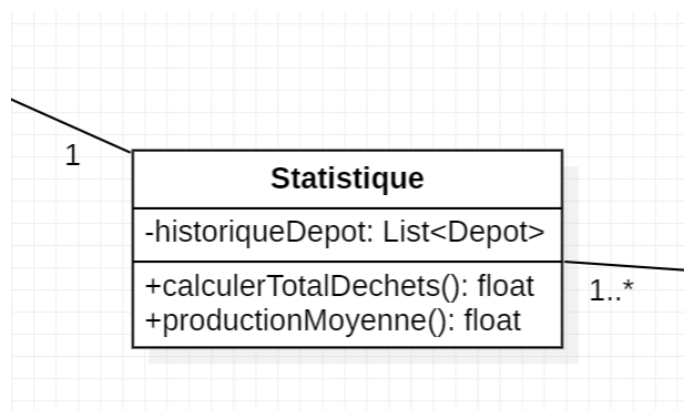 1
Statistique
-historiqueDepot: List<Depot>
+calculerTotalDechets(): float
+productionMoyenne(): float
1..*